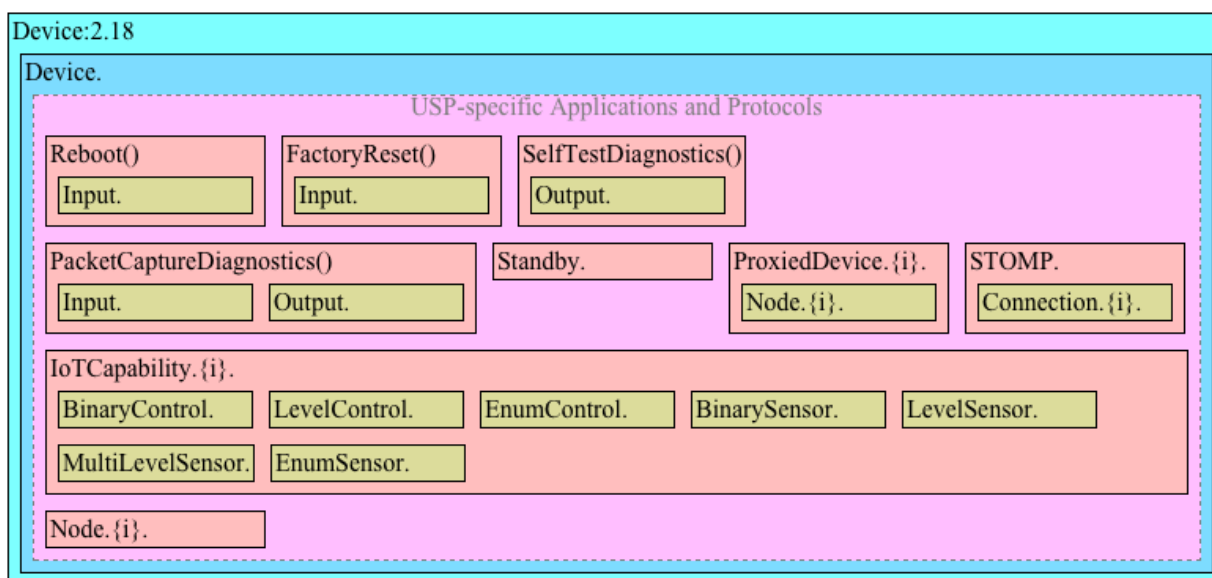 Device:2.18
Device.
USP-specific Applications and Protocols
Reboot() FactoryReset() SelfTestDiagnostics()
Input. Input. Output.
PacketCaptureDiagnostics() Standby. ProxiedDevice.{i}. STOMP.
Input. Output. Node.{i}. Connection.{i}.
IoTCapability.{i}.
BinaryControl. LevelControl. EnumControl. BinarySensor. LevelSensor.
MultiLevelSensor. EnumSensor.
Node.{i}.